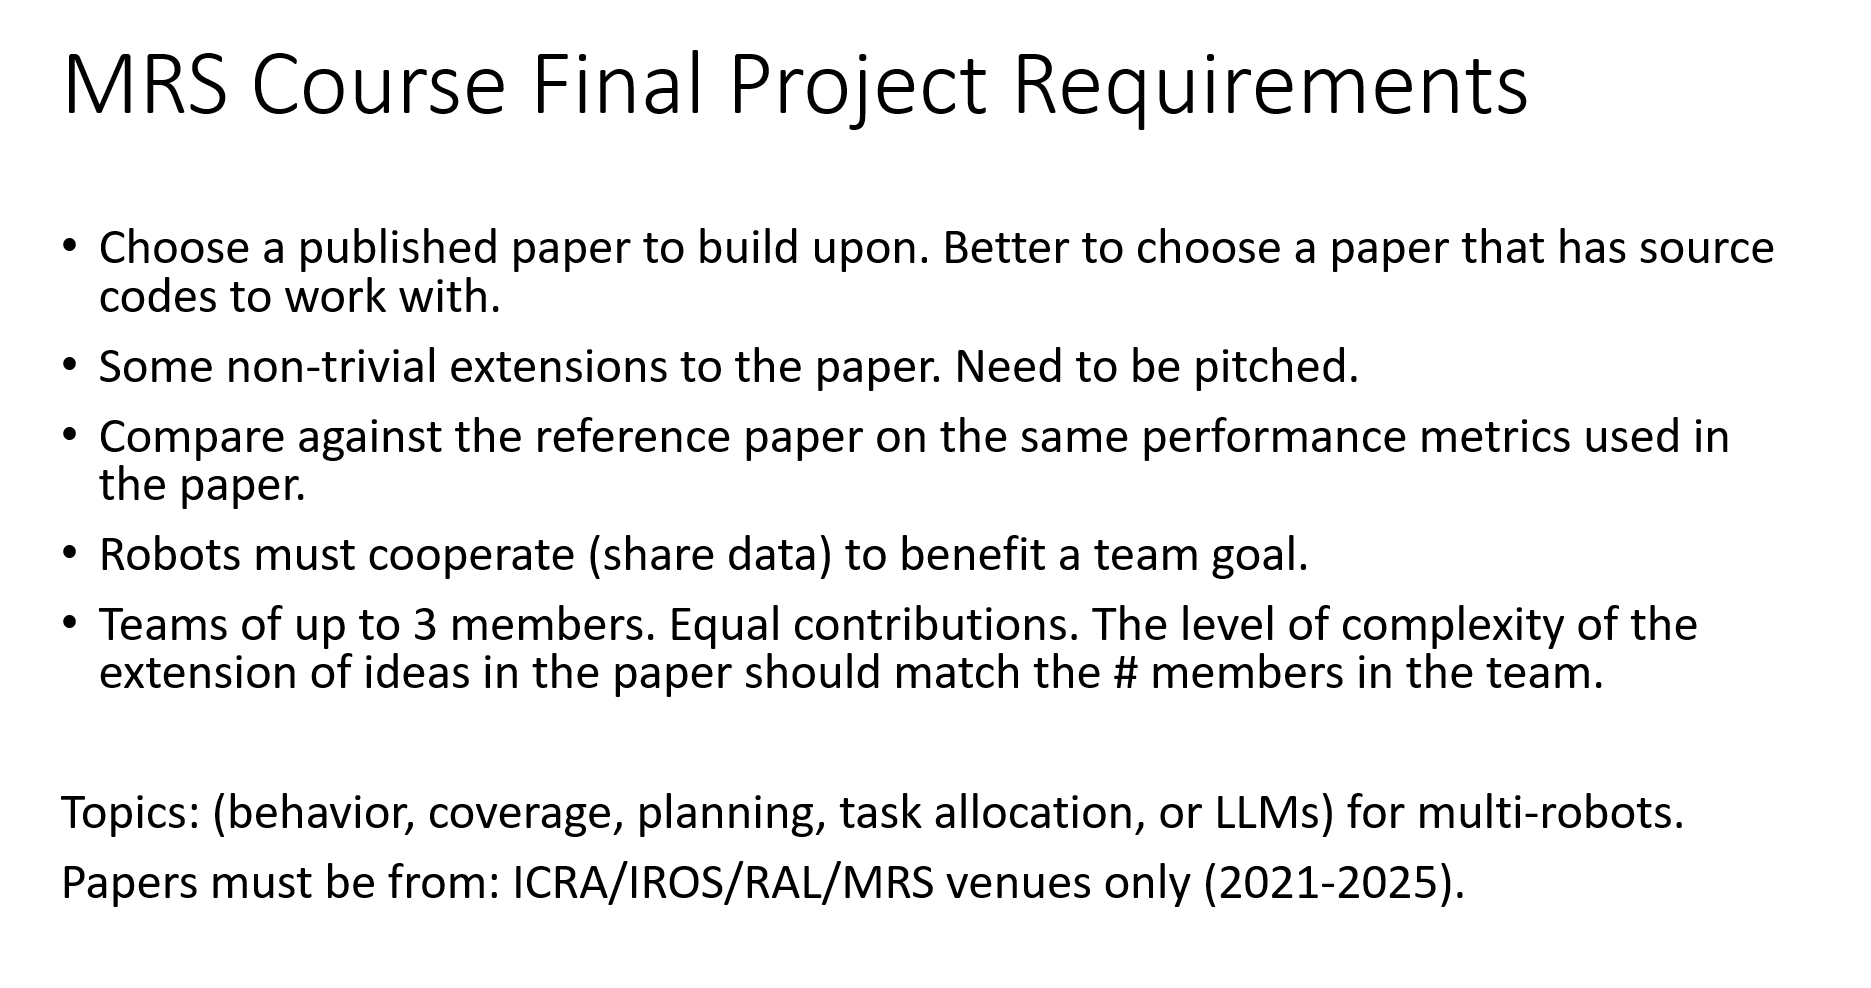 MRS Course Final Project Requirements
• Choose a published paper to build upon. Better to choose a paper that has source
codes to work with.
• Some non-trivial extensions to the paper. Need to be pitched.
• Compare against the reference paper on the same performance metrics used in
the paper.
• Robots must cooperate (share data) to benefit a team goal.
• Teams of up to 3 members. Equal contributions. The level of complexity of the
extension of ideas in the paper should match the # members in the team.
Topics: (behavior, coverage, planning, task allocation, or LLMs) for multi-robots.
Papers must be from: ICRA/IROS/RAL/MRS venues only (2021-2025).